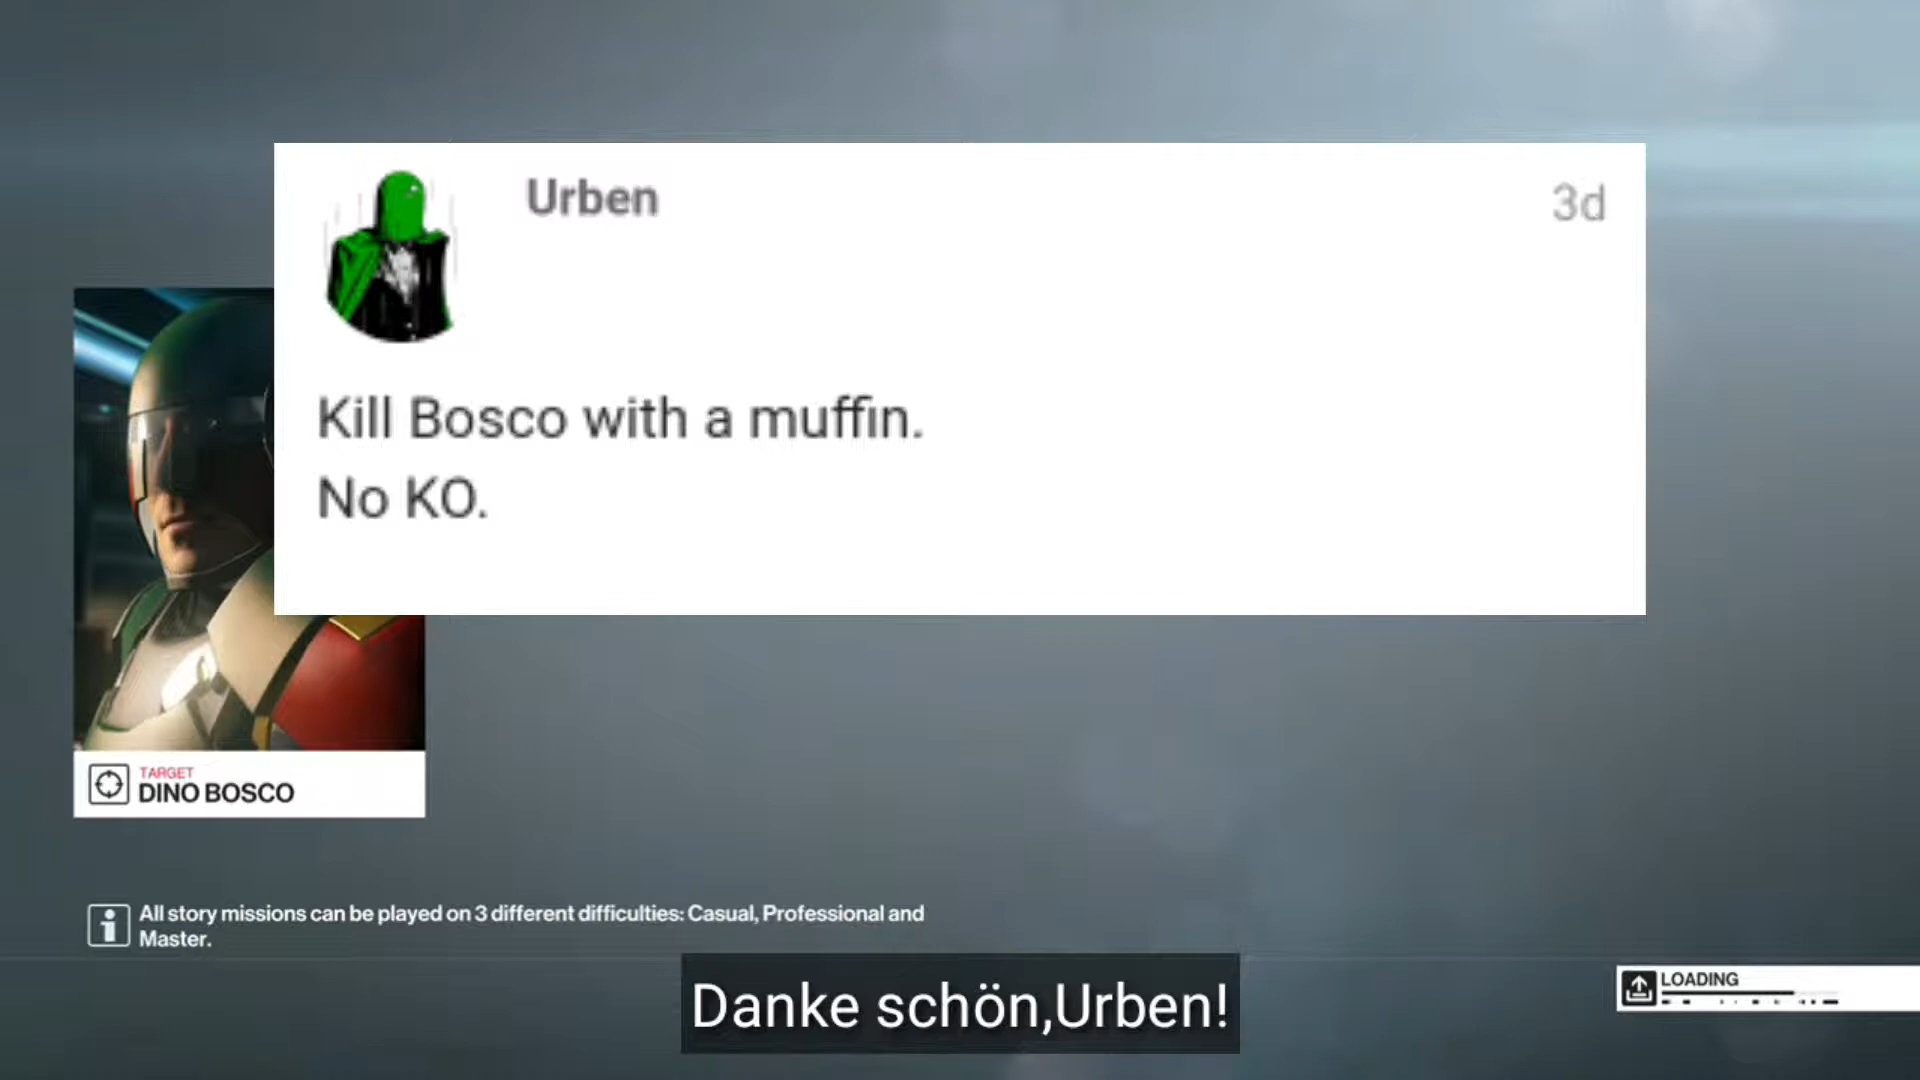 Urben
3d
Kill Bosco with a muffin.
No KO.
TARGET
DINO BOSCO
All story missions can be played on 3 different difficulties: Casual, Professional and
Master.
LOADING
Danke schön,Urben!